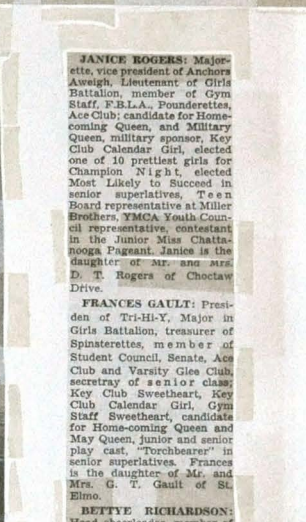 JANICE ROGERS: Major-
ette, vice president of Anchors
Aweigh, Lieutenant of Girls
Battalion, member of Gym
Staff, F.B.L.A., Pounderettes,
Ace Club; candidate for Home-
coming Queen, and Military
Queen, military sponsor, Key
Club Calendar Girl, elected
one of 10 prettiest girls for
Champion Night, elected
Most Likely to Succeed in
senior superlatives, Teen
Board representative at Miller
Brothers, YMCA Youth Coun-
cil representative, contestant
in the Junior Miss Chatta-
nooga Pageant. Janice is the
daughter of Mr. and Mrs.
D. T. Rogers of Choctaw
Drive.
FRANCES GAULT: Presi-
den of Tri-Hi-Y, Major in
Girls Battalion, treasurer of
Spinsterettes, member of
Student Council, Senate, Ace
Club and Varsity Glee Club,
secretray of senior class;
Key Club Sweetheart, Key
Club Calendar Girl, Gym
Staff Sweetheart, candidate
for Home-coming Queen and
May Queen, junior and senior
play cast, "Torchbearer" in
senior superlatives. Frances
is the daughter of Mr. and
Mrs. G. T. Gault of St.
Elmo.
BETTYE RICHARDSON: